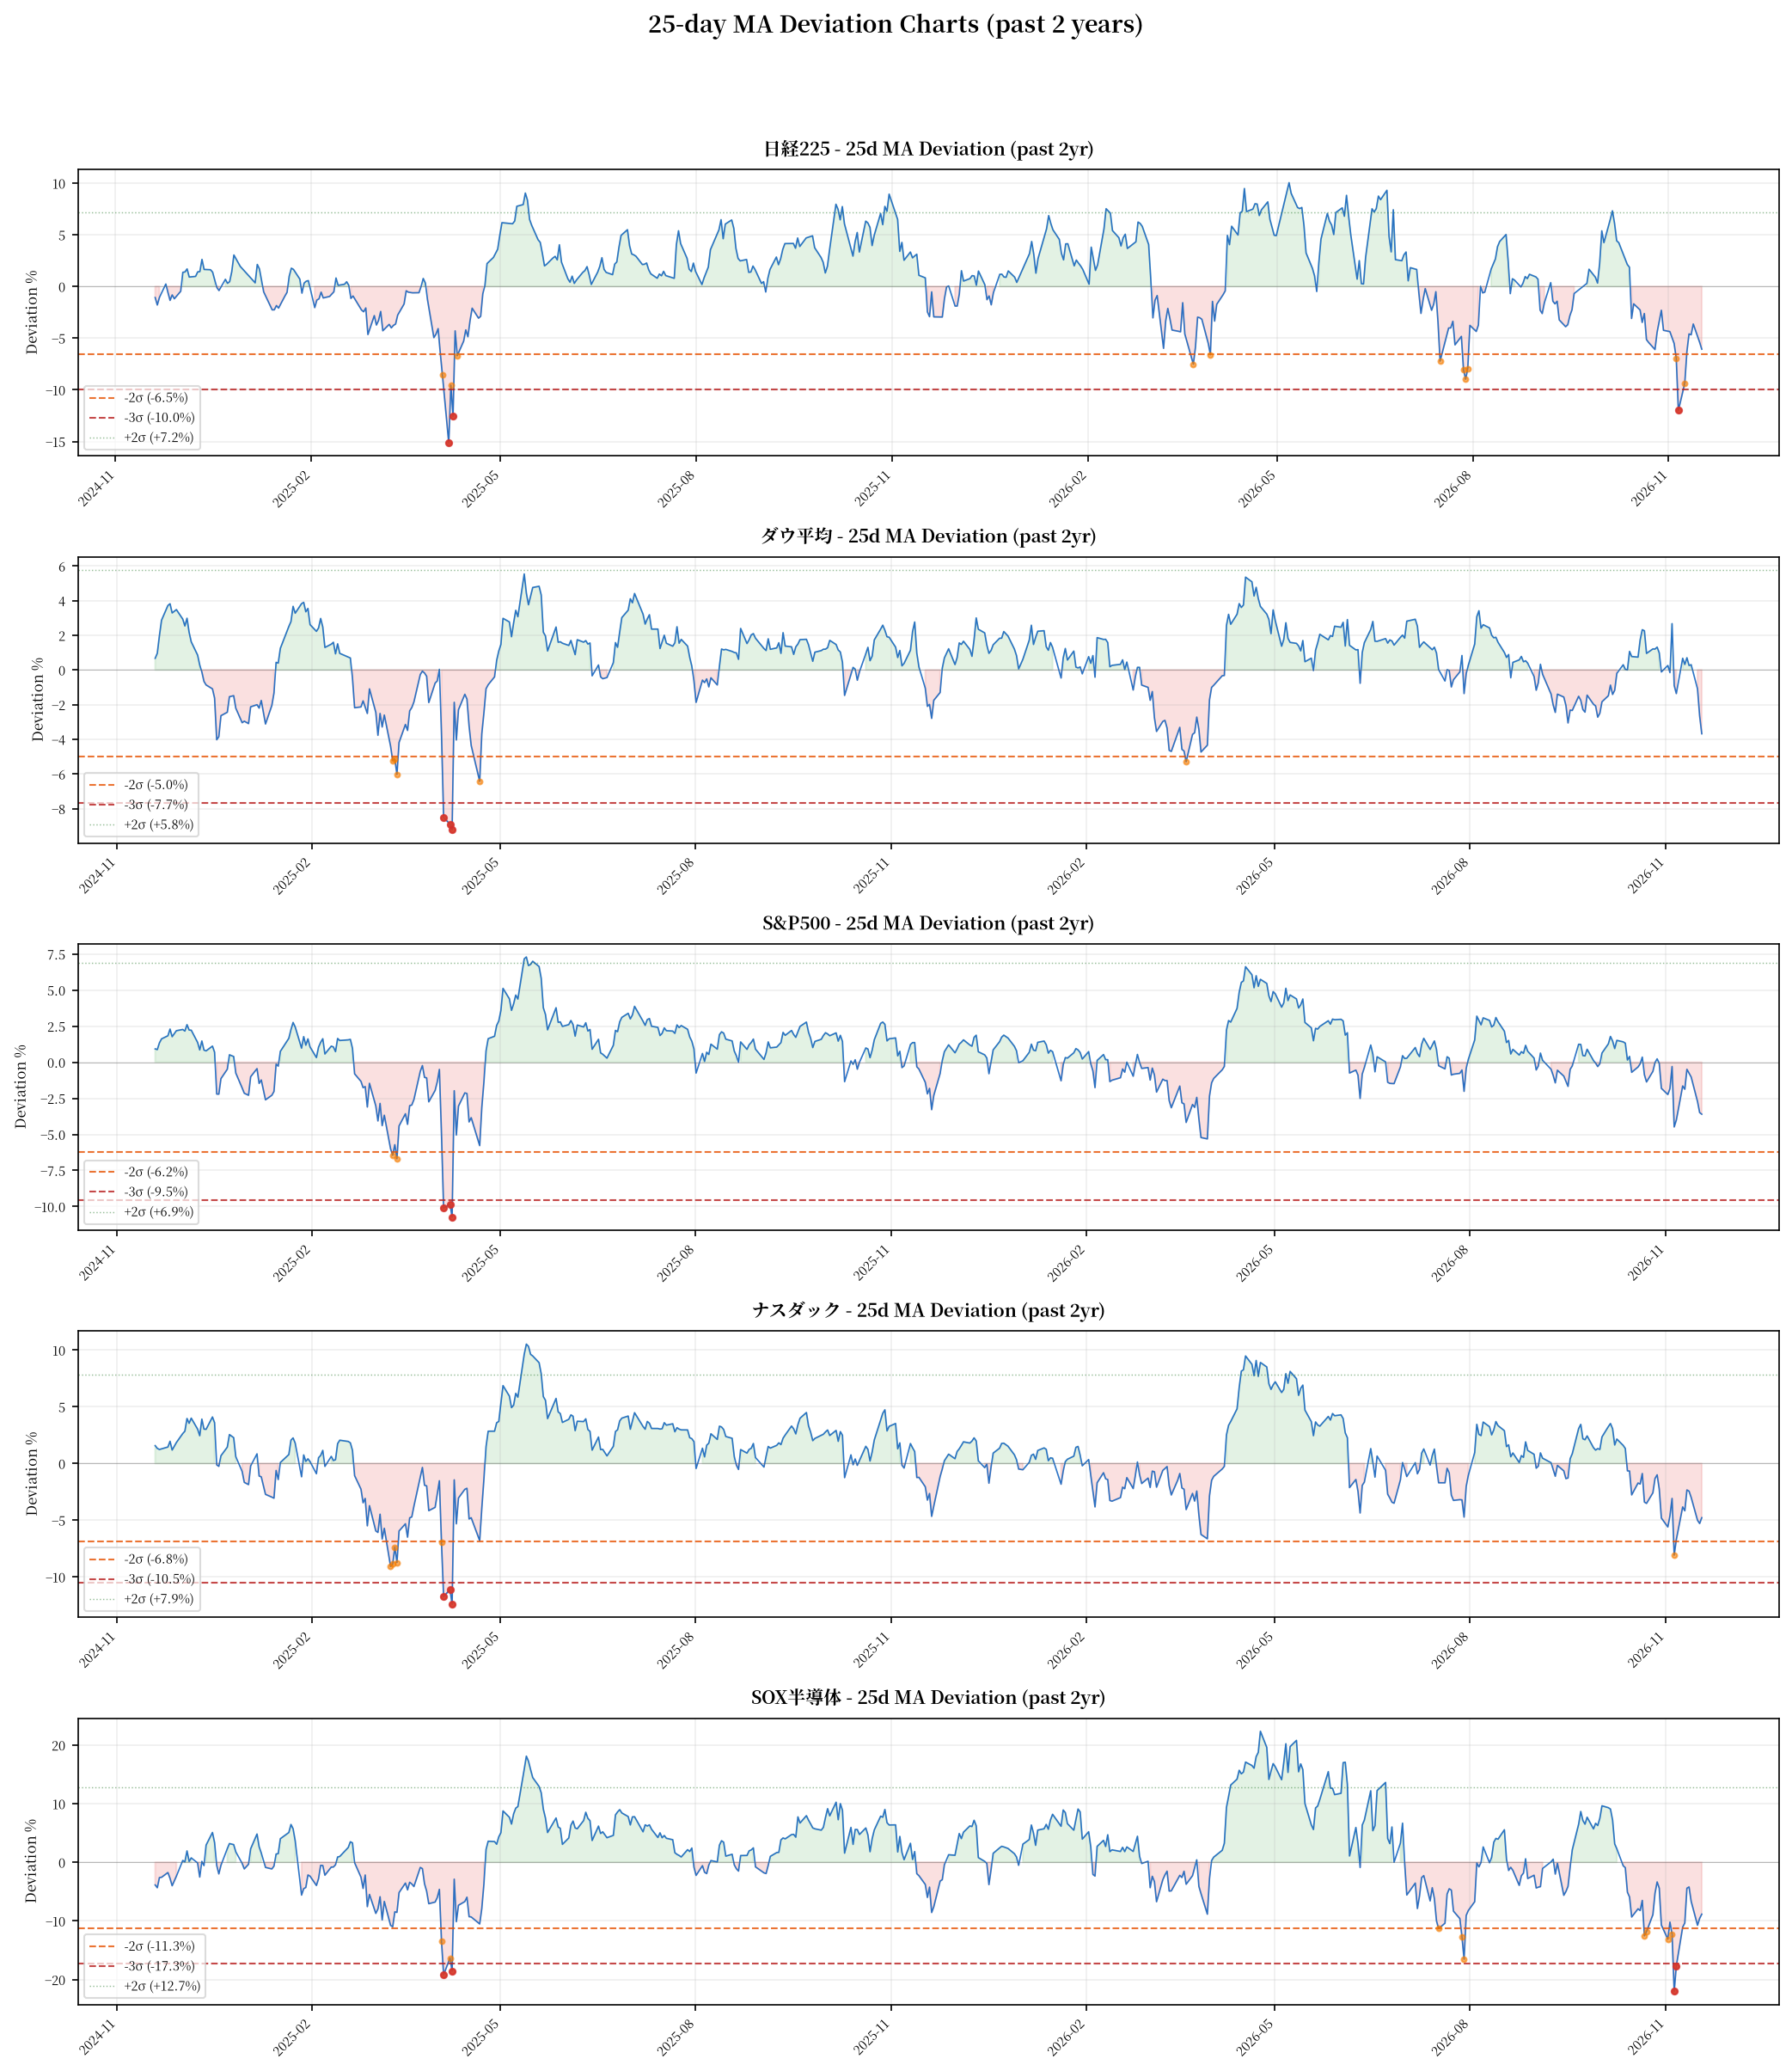 25-day MA Deviation Charts (past 2 years)
日経225 - 25d MA Deviation (past 2yr)
Deviation %
10
5
0
−5
−10
−15
-2σ (-6.5%)
-3σ (-10.0%)
+2σ (+7.2%)
2024-11
2025-02
2025-05
2025-08
2025-11
2026-02
2026-05
2026-08
2026-11
ダウ平均 - 25d MA Deviation (past 2yr)
Deviation %
6
4
2
0
−2
−4
−6
−8
-2σ (-5.0%)
-3σ (-7.7%)
+2σ (+5.8%)
2024-11
2025-02
2025-05
2025-08
2025-11
2026-02
2026-05
2026-08
2026-11
S&P500 - 25d MA Deviation (past 2yr)
Deviation %
7.5
5.0
2.5
0.0
−2.5
−5.0
−7.5
−10.0
-2σ (-6.2%)
-3σ (-9.5%)
+2σ (+6.9%)
2024-11
2025-02
2025-05
2025-08
2025-11
2026-02
2026-05
2026-08
2026-11
ナスダック - 25d MA Deviation (past 2yr)
Deviation %
10
5
0
−5
−10
-2σ (-6.8%)
-3σ (-10.5%)
+2σ (+7.9%)
2024-11
2025-02
2025-05
2025-08
2025-11
2026-02
2026-05
2026-08
2026-11
SOX半導体 - 25d MA Deviation (past 2yr)
Deviation %
20
10
0
−10
−20
-2σ (-11.3%)
-3σ (-17.3%)
+2σ (+12.7%)
2024-11
2025-02
2025-05
2025-08
2025-11
2026-02
2026-05
2026-08
2026-11